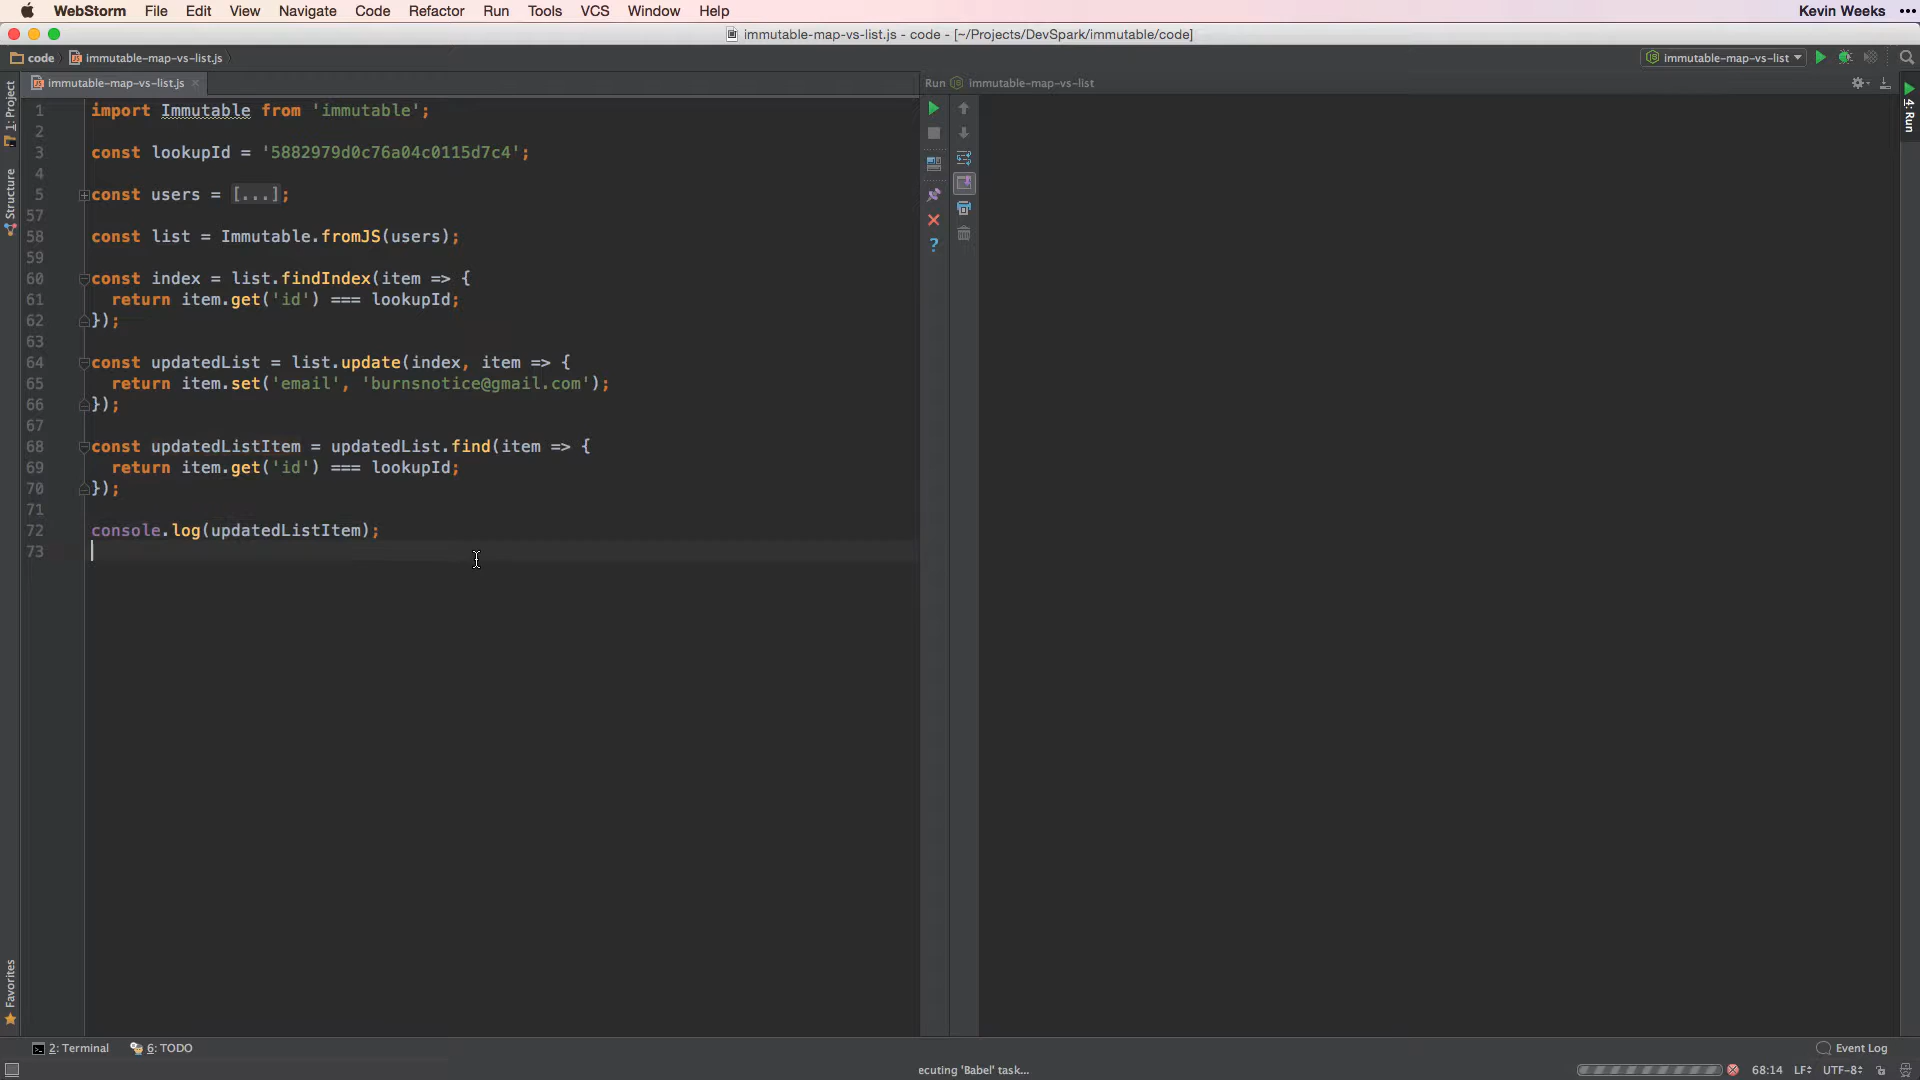 WebStorm File Edit View Navigate Code Refactor Run Tools VCS Window Help Kevin Weeks
immutable-map-vs-list.js - code - [~/Projects/DevSpark/immutable/code]
code immutable-map-vs-list.js immutable-map-vs-list
immutable-map-vs-list.js Run immutable-map-vs-list
1: Project
Structure
Favorites
4: Run
1 import Immutable from 'immutable';
2
3 const lookupId = '5882979d0c76a04c0115d7c4';
4
5 const users = [...];
57
58 const list = Immutable.fromJS(users);
59
60 const index = list.findIndex(item => {
61 return item.get('id') === lookupId;
62 });
63
64 const updatedList = list.update(index, item => {
65 return item.set('email', 'burnsnotice@gmail.com');
66 });
67
68 const updatedListItem = updatedList.find(item => {
69 return item.get('id') === lookupId;
70 });
71
72 console.log(updatedListItem);
73
2: Terminal 6: TODO Event Log
ecuting 'Babel' task... 68:14 LF UTF-8